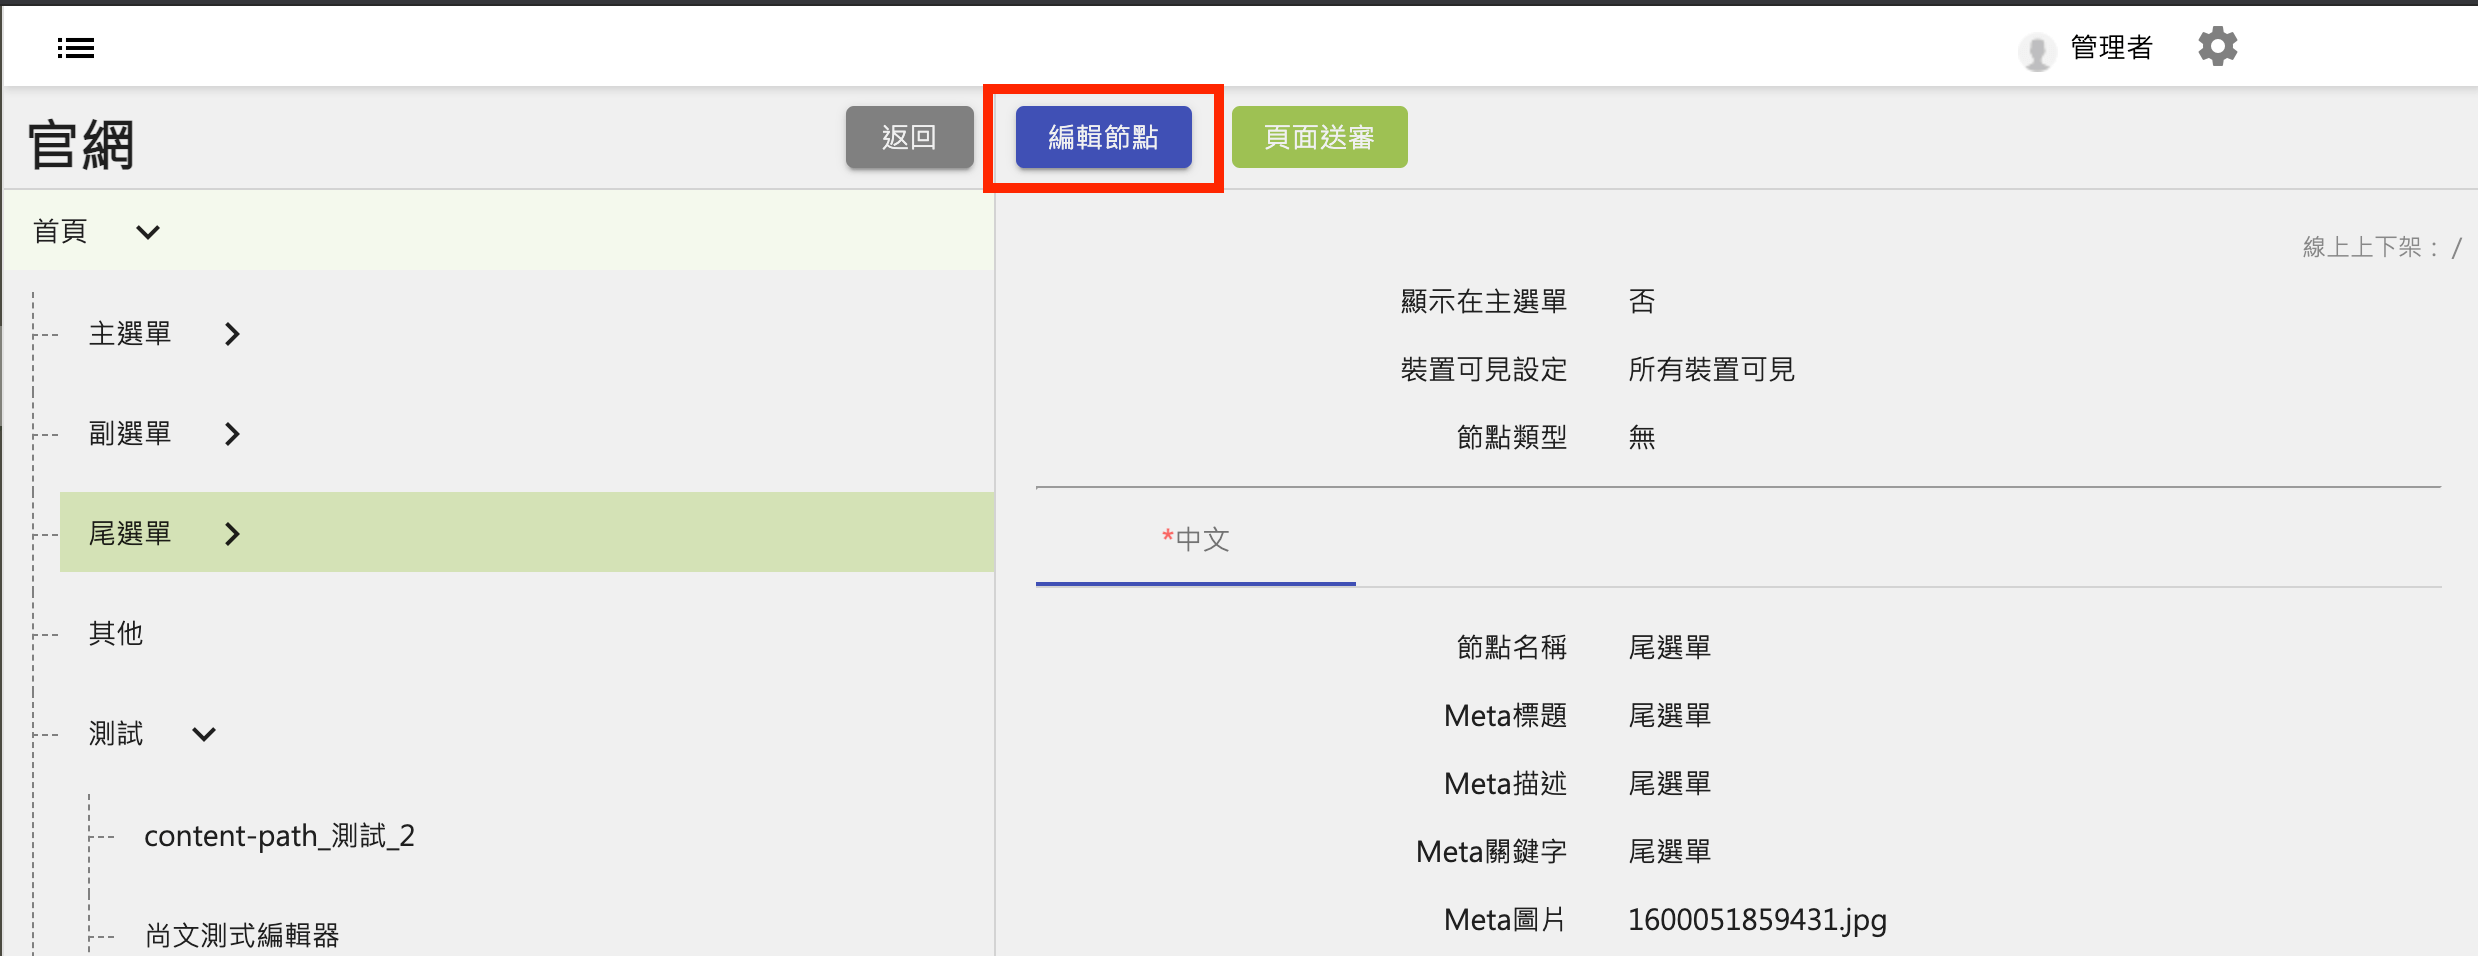 管理者
官網
返回
編輯節點
頁面送審
首頁
主選單
副選單
尾選單
其他
測試
content-path_測試_2
尚文測式編輯器
線上上下架：/
顯示在主選單 否
裝置可見設定 所有裝置可見
節點類型 無
*中文
節點名稱 尾選單
Meta標題 尾選單
Meta描述 尾選單
Meta關鍵字 尾選單
Meta圖片 1600051859431.jpg